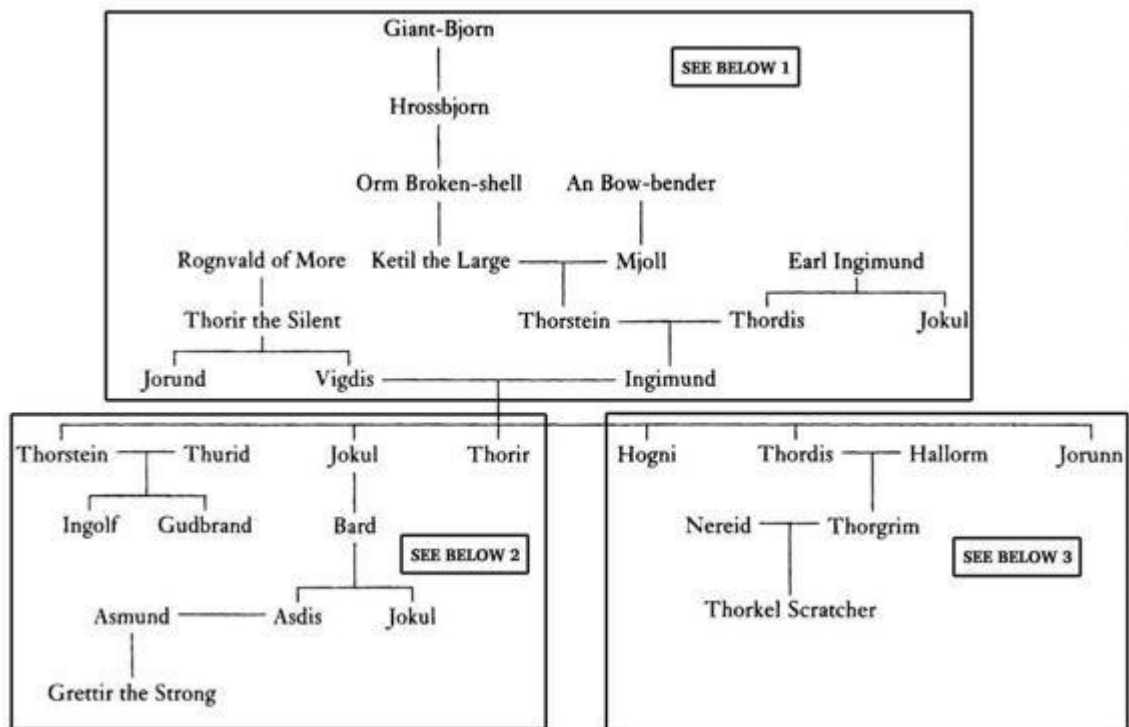 Giant-Bjorn
SEE BELOW 1
Hrossbjorn
Orm Broken-shell An Bow-bender
Rognvald of More Ketil the Large Mjoll Earl Ingimund
Thorir the Silent Thorstein Thordis Jokul
Jorund Vigdis Ingimund
Thorstein Thurid Jokul Thorir Hogni Thordis Hallorm Jorunn
Ingolf Gudbrand Bard Nereid Thorgrim
SEE BELOW 2 SEE BELOW 3
Asmund Asdis Jokul Thorkel Scratcher
Grettir the Strong